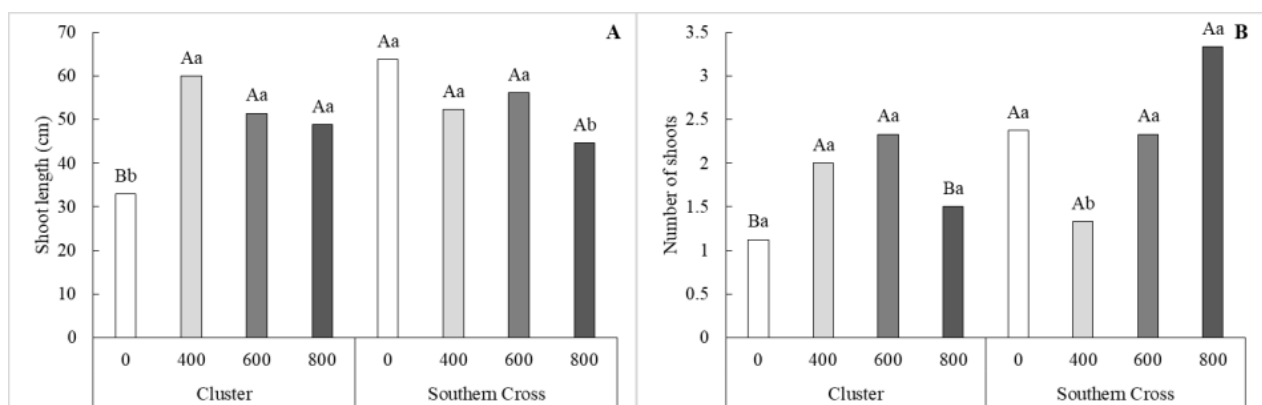 A
Shoot length (cm)
70
60
50
40
30
20
10
0
Bb
Aa
Aa
Aa
Aa
Aa
Aa
Ab
0 400 600 800 0 400 600 800
Cluster Southern Cross
B
Number of shoots
3.5
3
2.5
2
1.5
1
0.5
0
Ba
Aa
Aa
Ba
Aa
Ab
Aa
Aa
0 400 600 800 0 400 600 800
Cluster Southern Cross